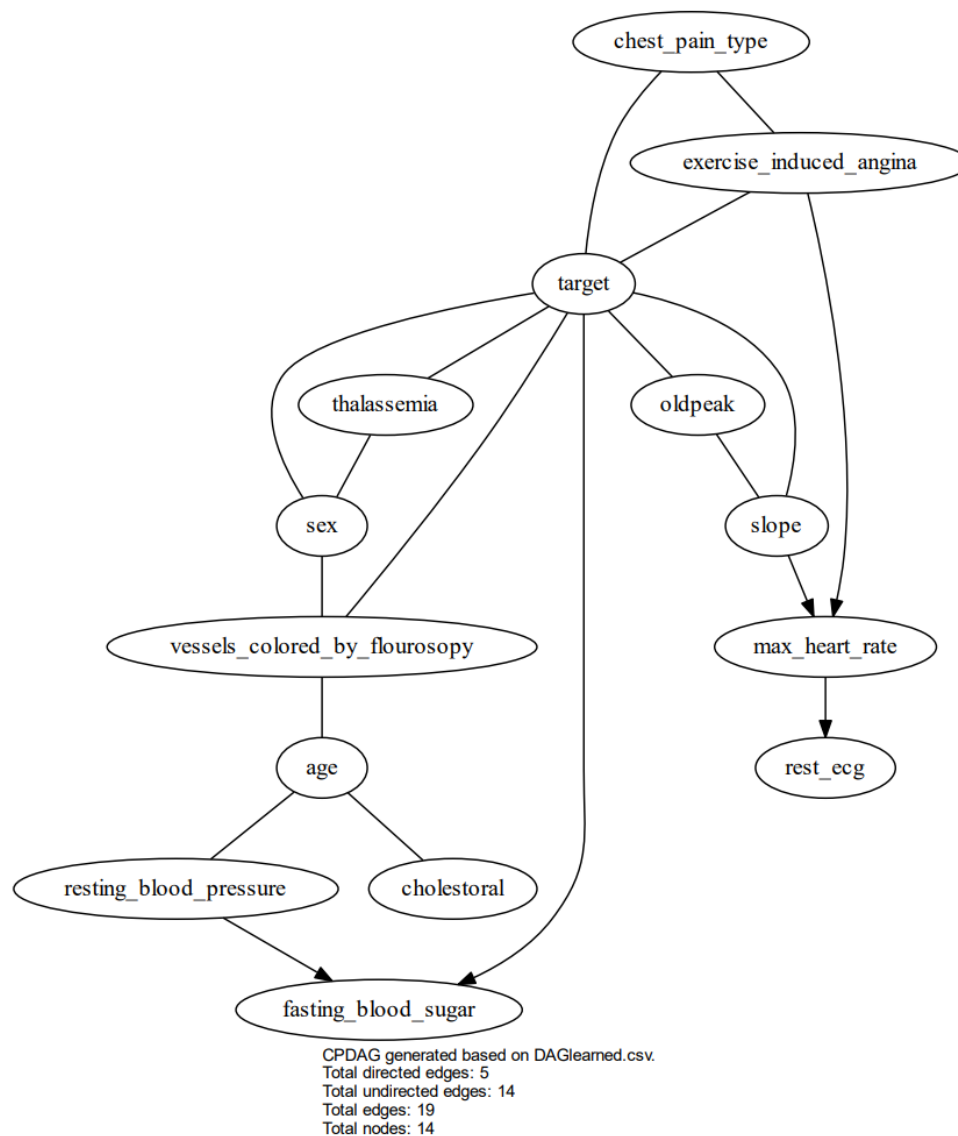 chest_pain_type
exercise_induced_angina
target
thalassemia
oldpeak
sex
slope
vessels_colored_by_flourosopy
max_heart_rate
age
rest_ecg
resting_blood_pressure
cholestoral
fasting_blood_sugar
CPDAG generated based on DAGlearned.csv.
Total directed edges: 5
Total undirected edges: 14
Total edges: 19
Total nodes: 14